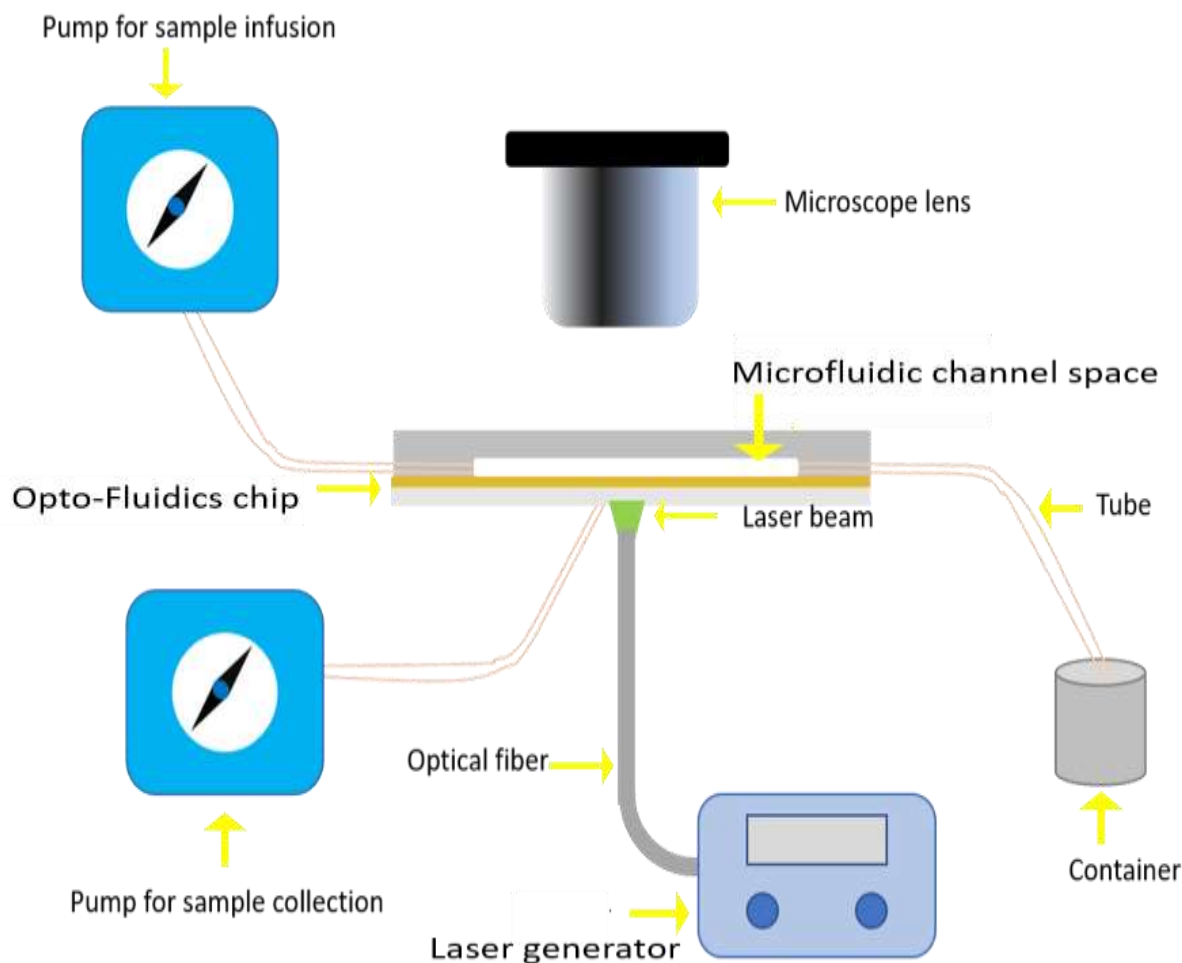 Pump for sample infusion
Microscope lens
Microfluidic channel space
Opto-Fluidics chip
Laser beam
Tube
Optical fiber
Container
Pump for sample collection
Laser generator